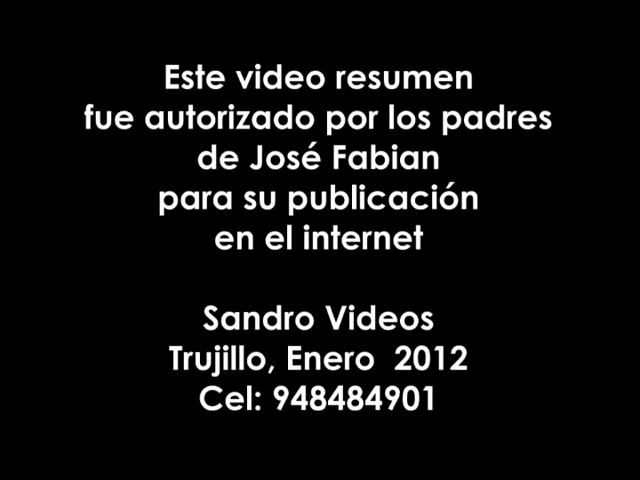 Este video resumen
fue autorizado por los padres
de José Fabian
para su publicación
en el internet
Sandro Videos
Trujillo, Enero 2012
Cel: 948484901